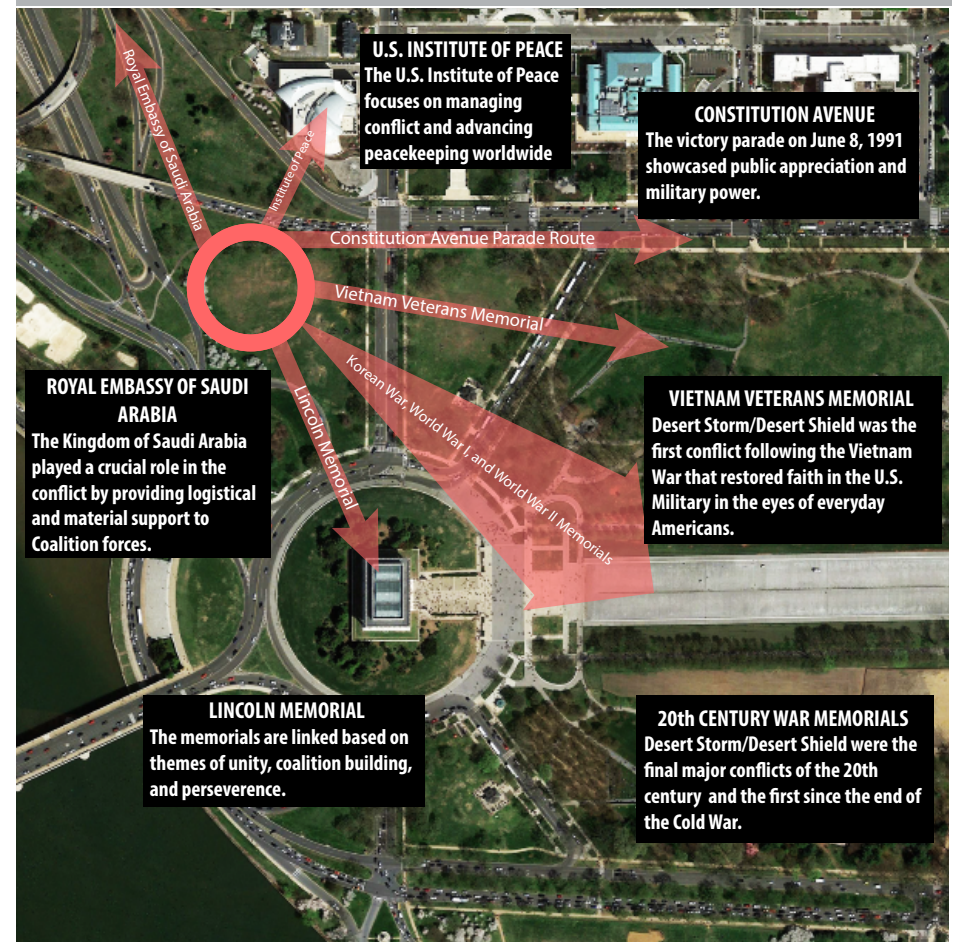 U.S. INSTITUTE OF PEACE
The U.S. Institute of Peace
focuses on managing
conflict and advancing
peacekeeping worldwide
CONSTITUTION AVENUE
The victory parade on June 8, 1991
showcased public appreciation and
military power.
Royal Embassy of Saudi Arabia
Institute of Peace
Constitution Avenue Parade Route
Vietnam Veterans Memorial
Korean War, World War I, and World War II Memorials
Lincoln Memorial
ROYAL EMBASSY OF SAUDI
ARABIA
The Kingdom of Saudi Arabia
played a crucial role in the
conflict by providing logistical
and material support to
Coalition forces.
VIETNAM VETERANS MEMORIAL
Desert Storm/Desert Shield was the
first conflict following the Vietnam
War that restored faith in the U.S.
Military in the eyes of everyday
Americans.
LINCOLN MEMORIAL
The memorials are linked based on
themes of unity, coalition building,
and perseverence.
20th CENTURY WAR MEMORIALS
Desert Storm/Desert Shield were the
final major conflicts of the 20th
century and the first since the end of
the Cold War.